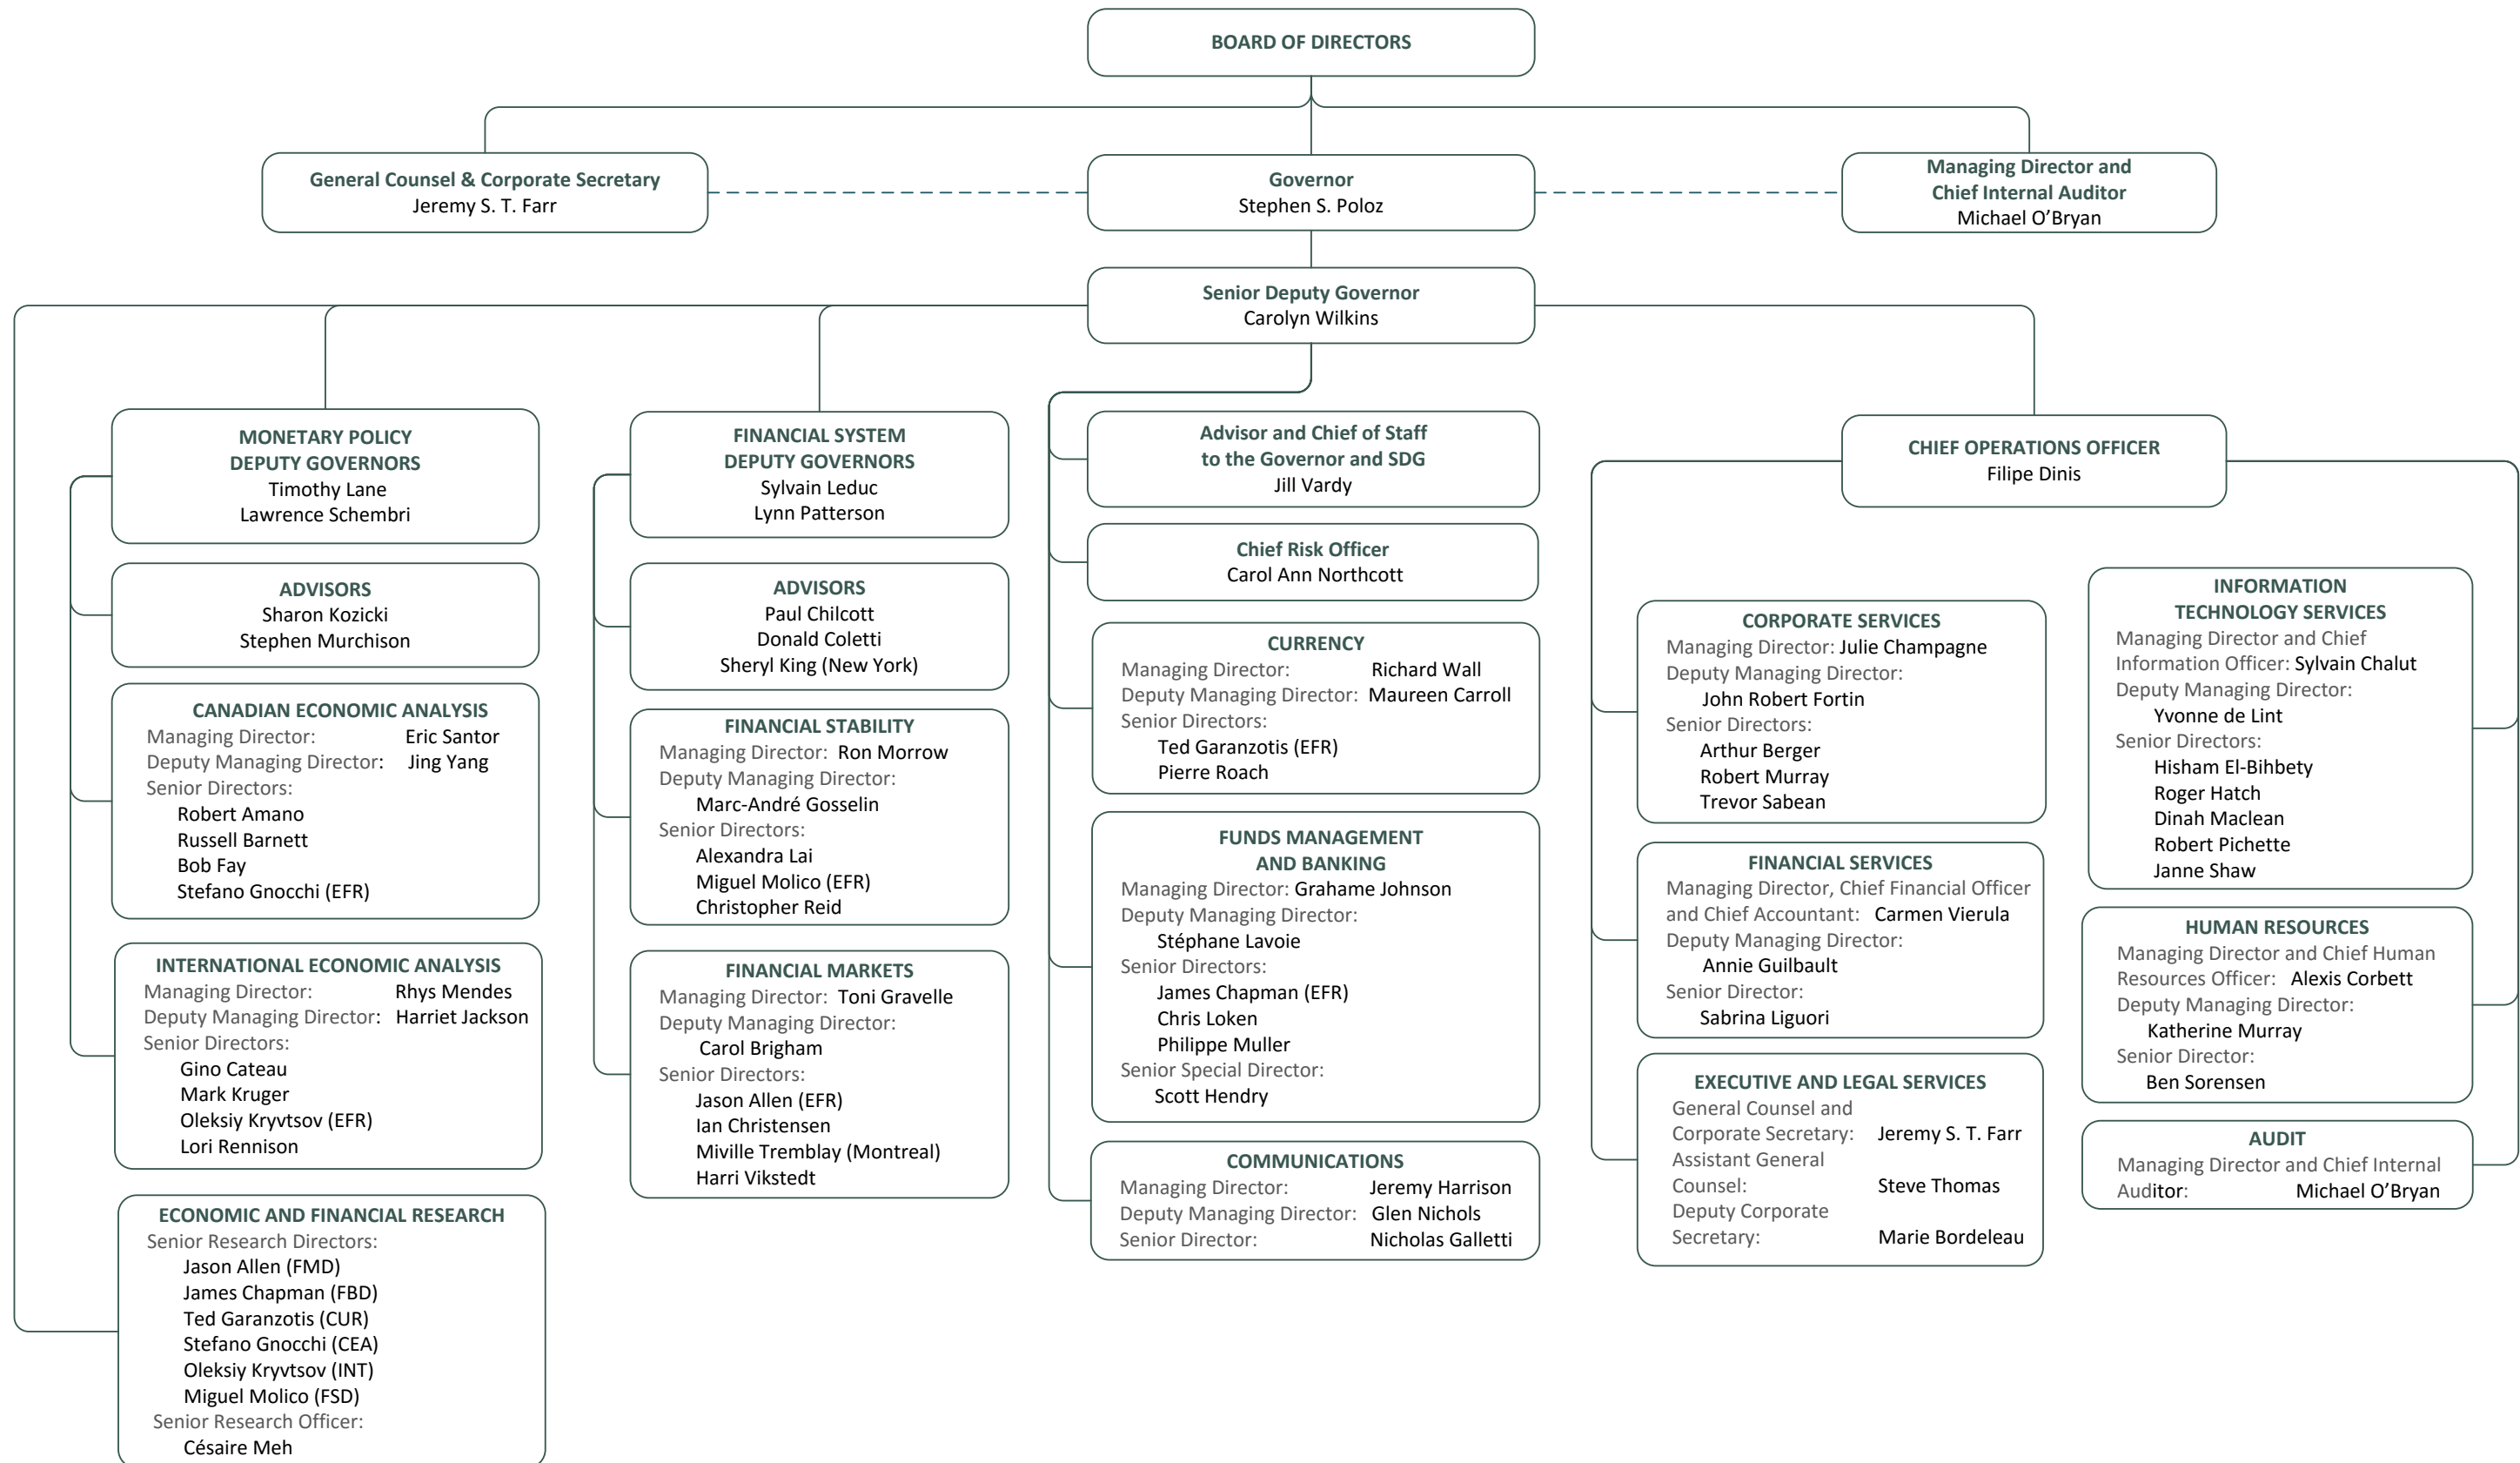 BOARD OF DIRECTORS
General Counsel & Corporate Secretary
Jeremy S. T. Farr
Governor
Stephen S. Poloz
Managing Director and
Chief Internal Auditor
Michael O’Bryan
Senior Deputy Governor
Carolyn Wilkins
MONETARY POLICY
DEPUTY GOVERNORS
Timothy Lane
Lawrence Schembri
ADVISORS
Sharon Kozicki
Stephen Murchison
CANADIAN ECONOMIC ANALYSIS
Managing Director: Eric Santor
Deputy Managing Director: Jing Yang
Senior Directors:
Robert Amano
Russell Barnett
Bob Fay
Stefano Gnocchi (EFR)
INTERNATIONAL ECONOMIC ANALYSIS
Managing Director: Rhys Mendes
Deputy Managing Director: Harriet Jackson
Senior Directors:
Gino Cateau
Mark Kruger
Oleksiy Kryvtsov (EFR)
Lori Rennison
ECONOMIC AND FINANCIAL RESEARCH
Senior Research Directors:
Jason Allen (FMD)
James Chapman (FBD)
Ted Garanzotis (CUR)
Stefano Gnocchi (CEA)
Oleksiy Kryvtsov (INT)
Miguel Molico (FSD)
Senior Research Officer:
Césaire Meh
FINANCIAL SYSTEM
DEPUTY GOVERNORS
Sylvain Leduc
Lynn Patterson
ADVISORS
Paul Chilcott
Donald Coletti
Sheryl King (New York)
FINANCIAL STABILITY
Managing Director: Ron Morrow
Deputy Managing Director:
Marc-André Gosselin
Senior Directors:
Alexandra Lai
Miguel Molico (EFR)
Christopher Reid
FINANCIAL MARKETS
Managing Director: Toni Gravelle
Deputy Managing Director:
Carol Brigham
Senior Directors:
Jason Allen (EFR)
Ian Christensen
Miville Tremblay (Montreal)
Harri Vikstedt
Advisor and Chief of Staff
to the Governor and SDG
Jill Vardy
Chief Risk Officer
Carol Ann Northcott
CURRENCY
Managing Director: Richard Wall
Deputy Managing Director: Maureen Carroll
Senior Directors:
Ted Garanzotis (EFR)
Pierre Roach
FUNDS MANAGEMENT
AND BANKING
Managing Director: Grahame Johnson
Deputy Managing Director:
Stéphane Lavoie
Senior Directors:
James Chapman (EFR)
Chris Loken
Philippe Muller
Senior Special Director:
Scott Hendry
COMMUNICATIONS
Managing Director: Jeremy Harrison
Deputy Managing Director: Glen Nichols
Senior Director: Nicholas Galletti
CHIEF OPERATIONS OFFICER
Filipe Dinis
CORPORATE SERVICES
Managing Director: Julie Champagne
Deputy Managing Director:
John Robert Fortin
Senior Directors:
Arthur Berger
Robert Murray
Trevor Sabean
FINANCIAL SERVICES
Managing Director, Chief Financial Officer
and Chief Accountant: Carmen Vierula
Deputy Managing Director:
Annie Guilbault
Senior Director:
Sabrina Liguori
EXECUTIVE AND LEGAL SERVICES
General Counsel and
Corporate Secretary: Jeremy S. T. Farr
Assistant General
Counsel: Steve Thomas
Deputy Corporate
Secretary: Marie Bordeleau
INFORMATION
TECHNOLOGY SERVICES
Managing Director and Chief
Information Officer: Sylvain Chalut
Deputy Managing Director:
Yvonne de Lint
Senior Directors:
Hisham El-Bihbety
Roger Hatch
Dinah Maclean
Robert Pichette
Janne Shaw
HUMAN RESOURCES
Managing Director and Chief Human
Resources Officer: Alexis Corbett
Deputy Managing Director:
Katherine Murray
Senior Director:
Ben Sorensen
AUDIT
Managing Director and Chief Internal
Auditor: Michael O’Bryan